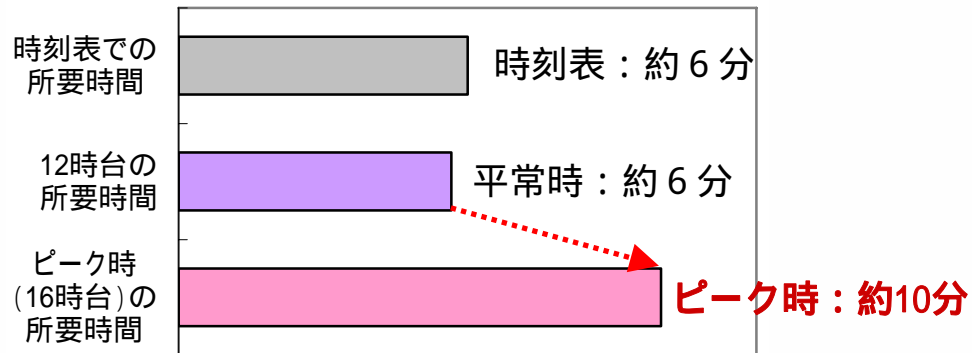 時刻表での
所要時間
時刻表：約６分
12時台の
所要時間
平常時：約６分
ピーク時
(16時台)の
所要時間
ピーク時：約10分